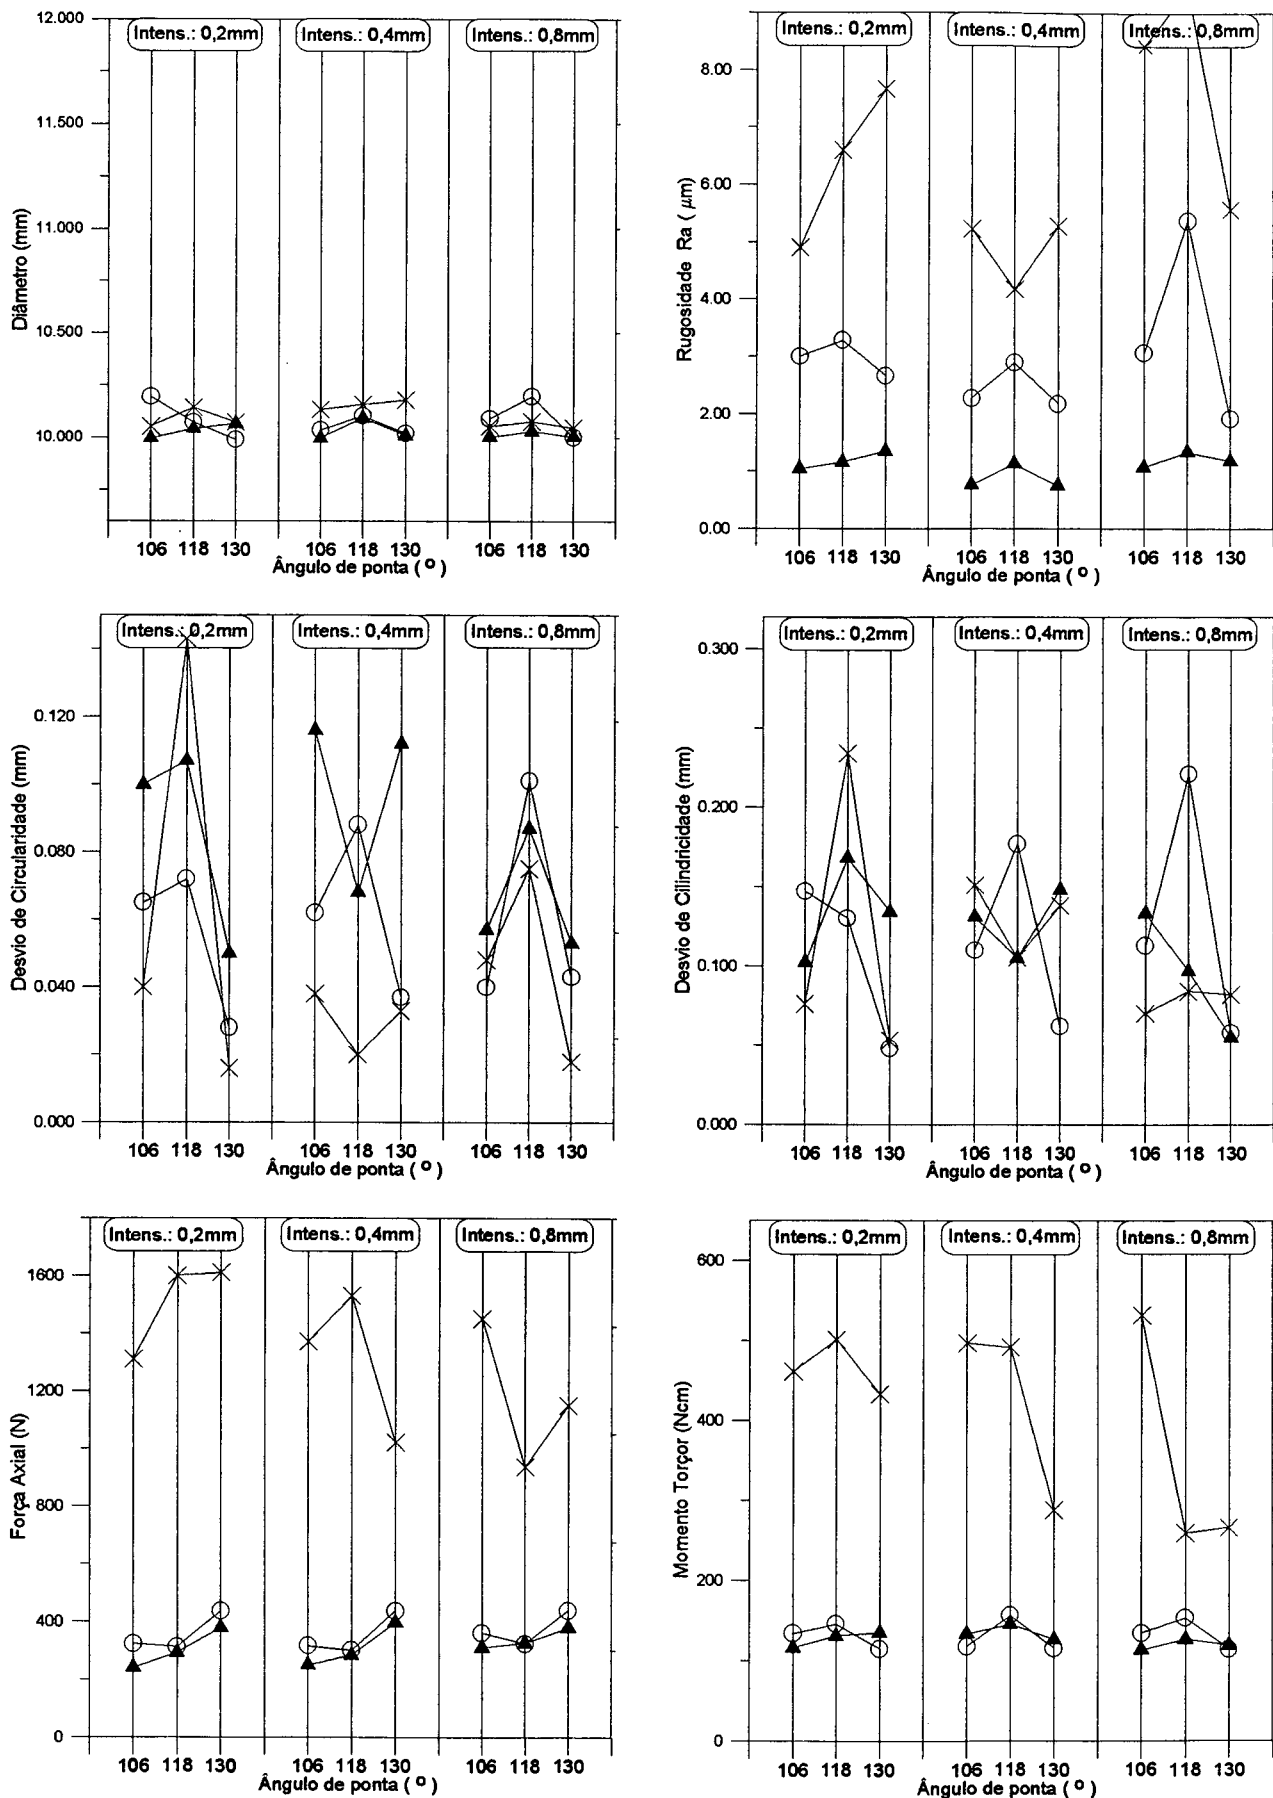 12.000
11.500
11.000
10.500
10.000
Diâmetro (mm)
Intens.: 0,2mm
Intens.: 0,4mm
Intens.: 0,8mm
106 118 130
106 118 130
106 118 130
Ângulo de ponta ( º )
8.00
6.00
4.00
2.00
0.00
Rugosidade Ra ( µm)
Intens.: 0,2mm
Intens.: 0,4mm
Intens.: 0,8mm
106 118 130
106 118 130
106 118 130
Ângulo de ponta ( º )
0.120
0.080
0.040
0.000
Desvio de Circularidade (mm)
Intens.: 0,2mm
Intens.: 0,4mm
Intens.: 0,8mm
106 118 130
106 118 130
106 118 130
Ângulo de ponta ( º )
0.300
0.200
0.100
0.000
Desvio de Cilindricidade (mm)
Intens.: 0,2mm
Intens.: 0,4mm
Intens.: 0,8mm
106 118 130
106 118 130
106 118 130
Ângulo de ponta ( º )
1600
1200
800
400
0
Força Axial (N)
Intens.: 0,2mm
Intens.: 0,4mm
Intens.: 0,8mm
106 118 130
106 118 130
106 118 130
Ângulo de ponta ( º )
600
400
200
0
Momento Torçor (Ncm)
Intens.: 0,2mm
Intens.: 0,4mm
Intens.: 0,8mm
106 118 130
106 118 130
106 118 130
Ângulo de ponta ( º )